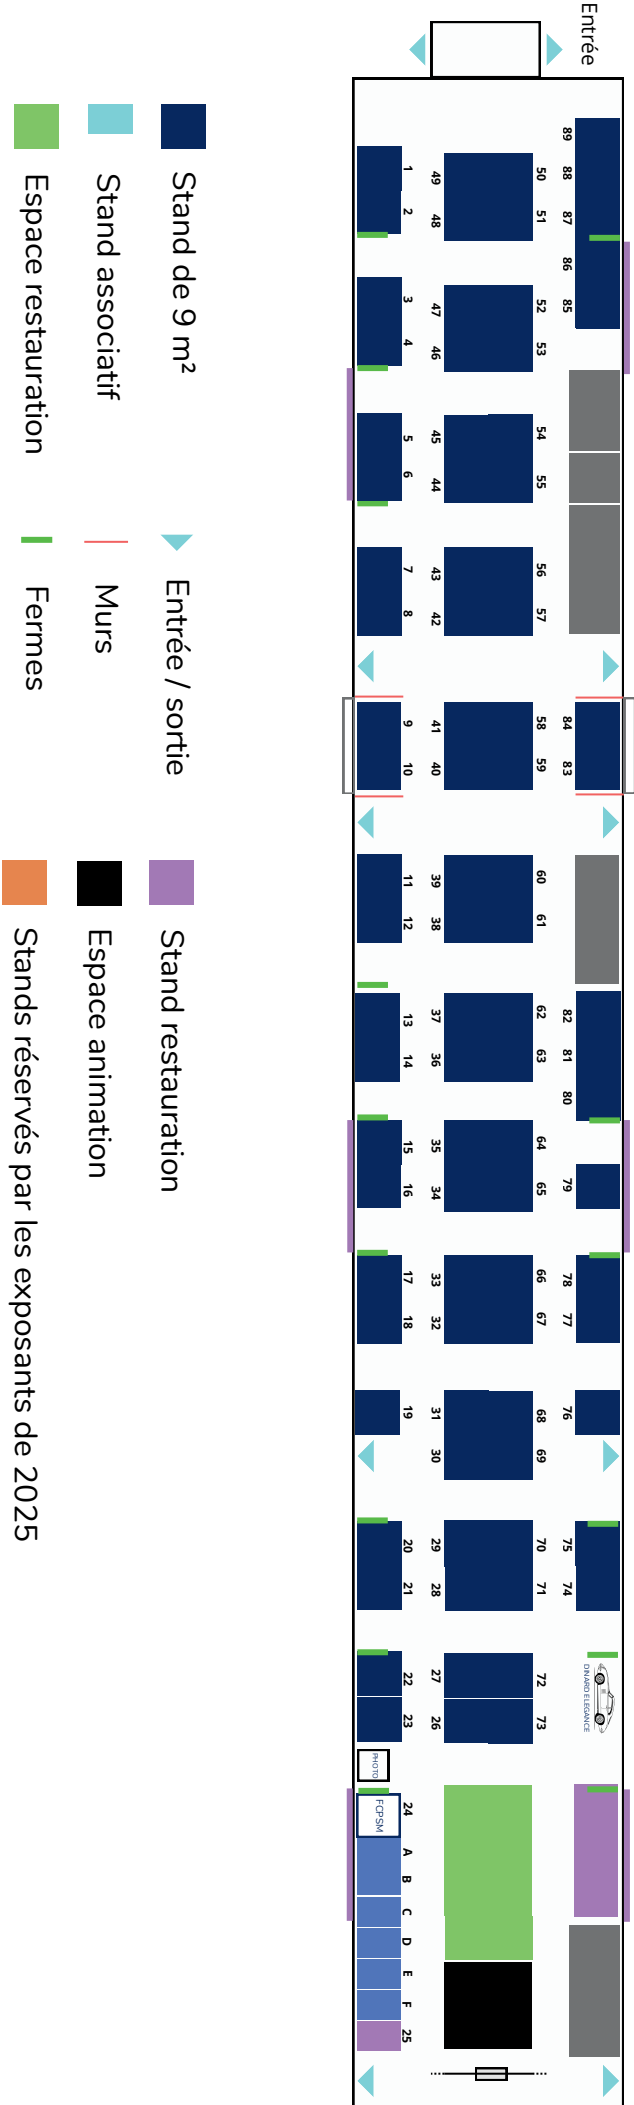 Entrée
89 88 87 86 85 84 83 82 81 80 79 78 77 76 75 74
DINARD ELEGANCE
50 51 52 53 54 55 56 57 58 59 60 61 62 63 64 65 66 67 68 69 70 71 72 73
49 48 47 46 45 44 43 42 41 40 39 38 37 36 35 34 33 32 31 30 29 28 27 26
1 2 3 4 5 6 7 8 9 10 11 12 13 14 15 16 17 18 19 20 21 22 23 24 A B C D E F 25
PHOTO
FCPSM
Stand de 9 m²
Stand associatif
Espace restauration
Entrée / sortie
Murs
Fermes
Stand restauration
Espace animation
Stands réservés par les exposants de 2025